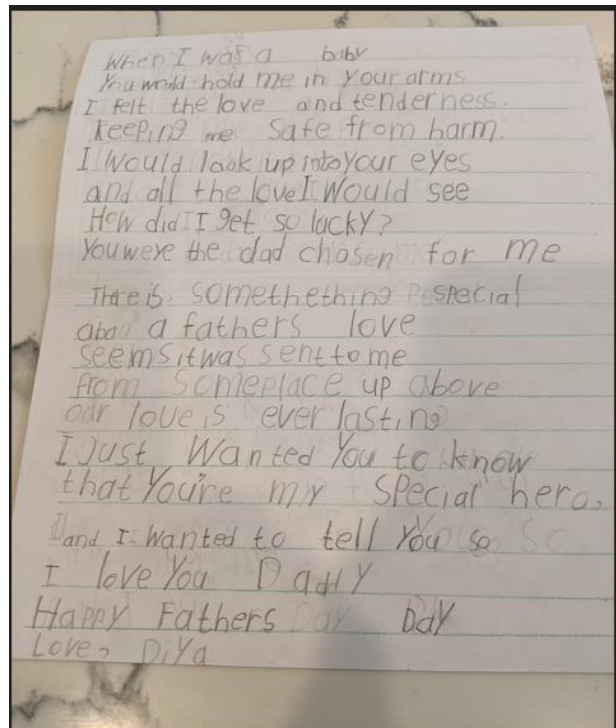 When I was a baby
You would hold me in your arms
I felt the love and tenderness.
keeping me safe from harm.
I would look up into your eyes
and all the love I would see
How did I get so lucky?
You were the dad chosen for me
There is somethething special
abou a fathers love
seems it was sent to me
from someplace up above
our love is ever lasting
I just wanted you to know
that you're my special hero,
and I wanted to tell you so
I love you Daddy
Happy Fathers Day
Love, Diya